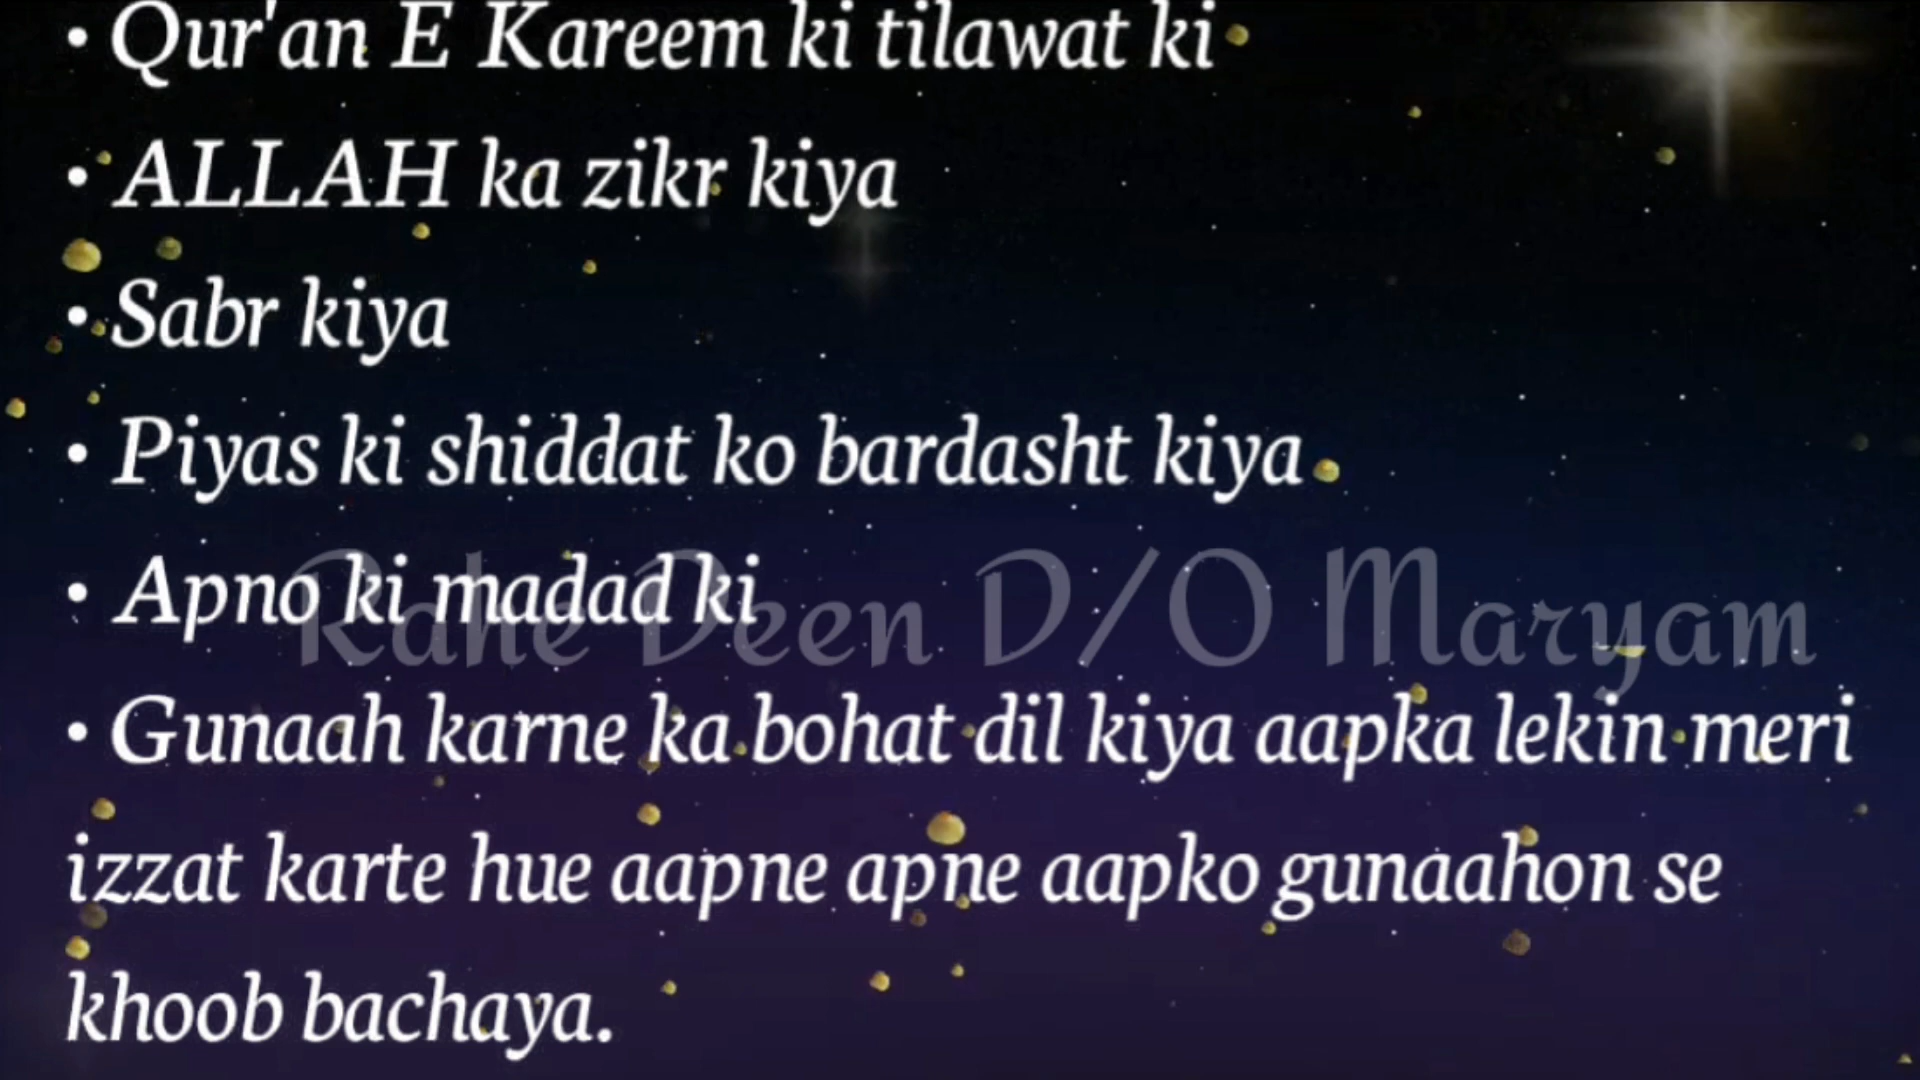 • Qur'an E Kareem ki tilawat ki
• ALLAH ka zikr kiya
• Sabr kiya
• Piyas ki shiddat ko bardasht kiya
• Apno ki madad ki
Rahe Deen D/O Maryam
• Gunaah karne ka bohat dil kiya aapka lekin meri
izzat karte hue aapne apne aapko gunaahon se
khoob bachaya.